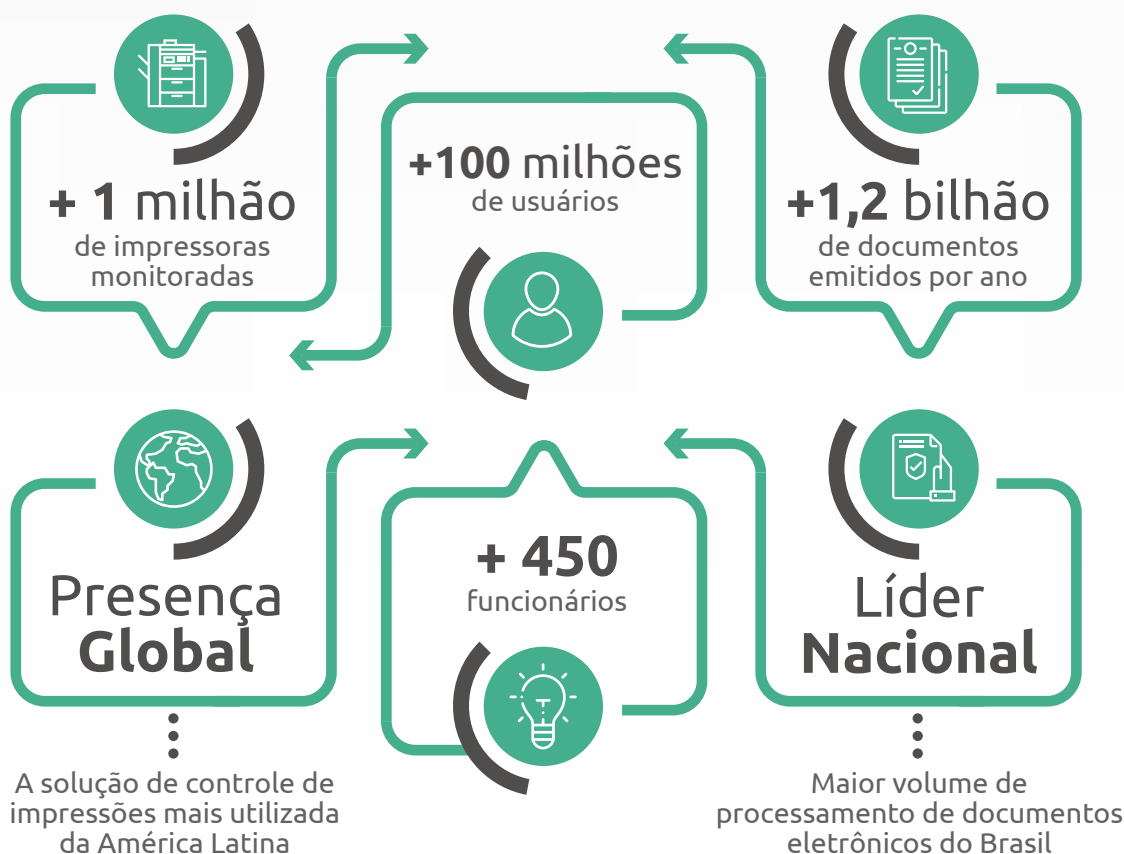 + 1 milhão
de impressoras
monitoradas
+100 milhões
de usuários
+1,2 bilhão
de documentos
emitidos por ano
Presença
Global
A solução de controle de
impressões mais utilizada
da América Latina
+ 450
funcionários
Líder
Nacional
Maior volume de
processamento de documentos
eletrônicos do Brasil